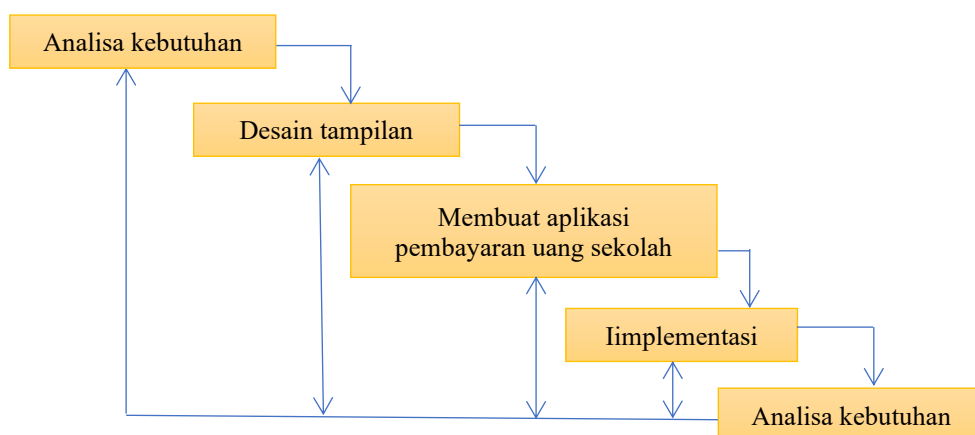 Analisa kebutuhan
Desain tampilan
Membuat aplikasi
pembayaran uang sekolah
Iimplementasi
Analisa kebutuhan